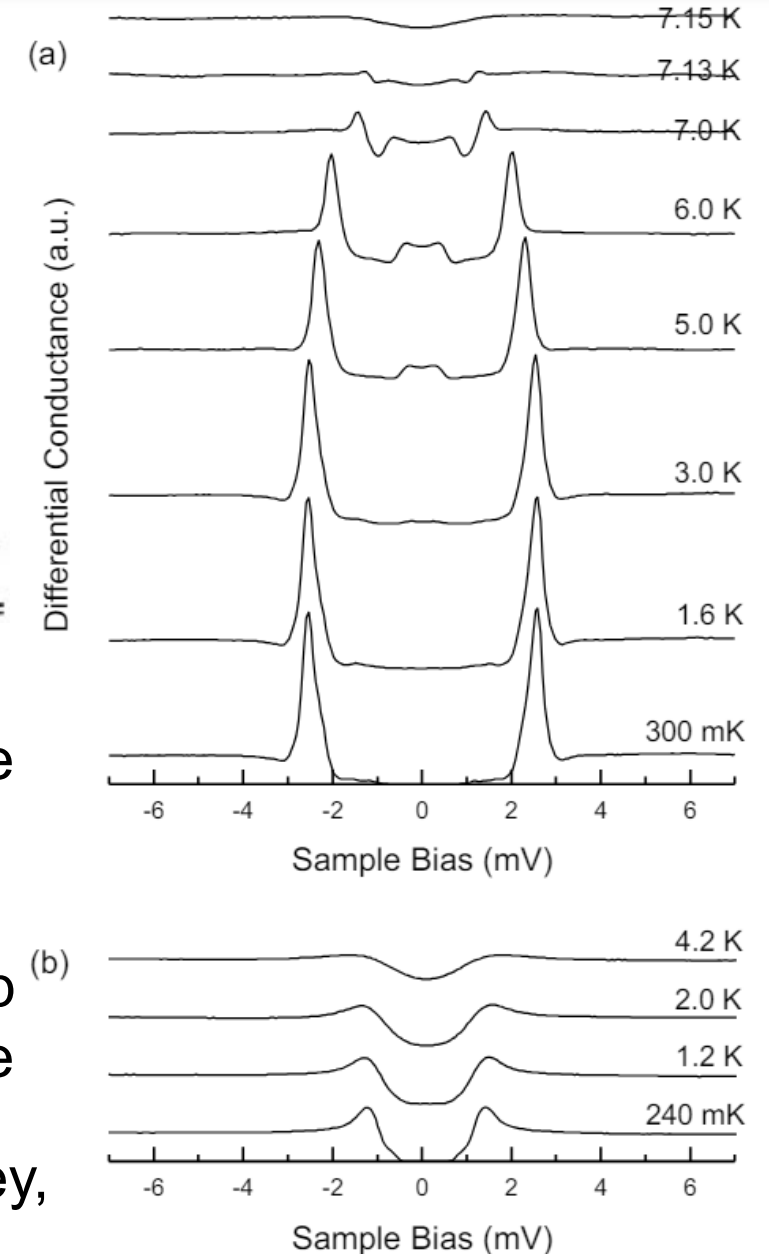 (a)
7.15 K
7.13 K
7.0 K
6.0 K
5.0 K
3.0 K
1.6 K
300 mK
Differential Conductance (a.u.)
-6 -4 -2 0 2 4 6
Sample Bias (mV)
e
(b)
4.2 K
2.0 K
1.2 K
240 mK
o
e
ey,
-6 -4 -2 0 2 4 6
Sample Bias (mV)